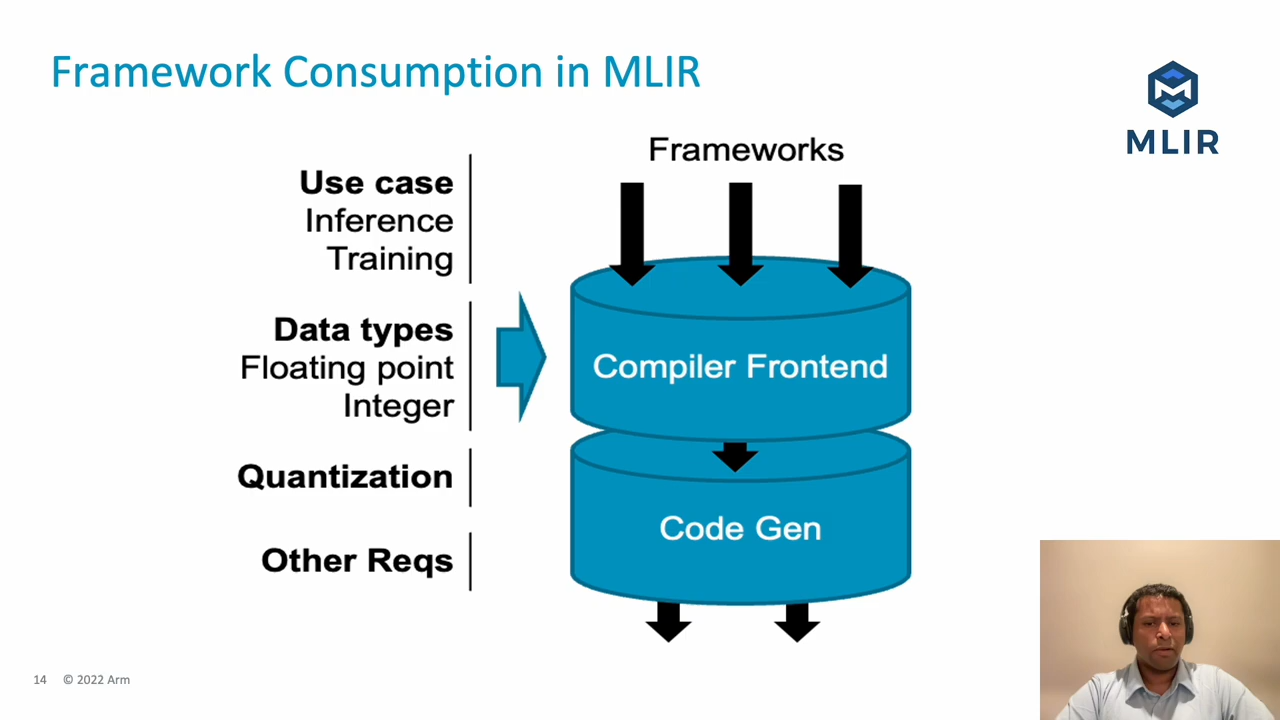 Framework Consumption in MLIR
MLIR
Frameworks
Use case
Inference
Training
Data types
Floating point
Integer
Quantization
Other Reqs
Compiler Frontend
Code Gen
14 © 2022 Arm